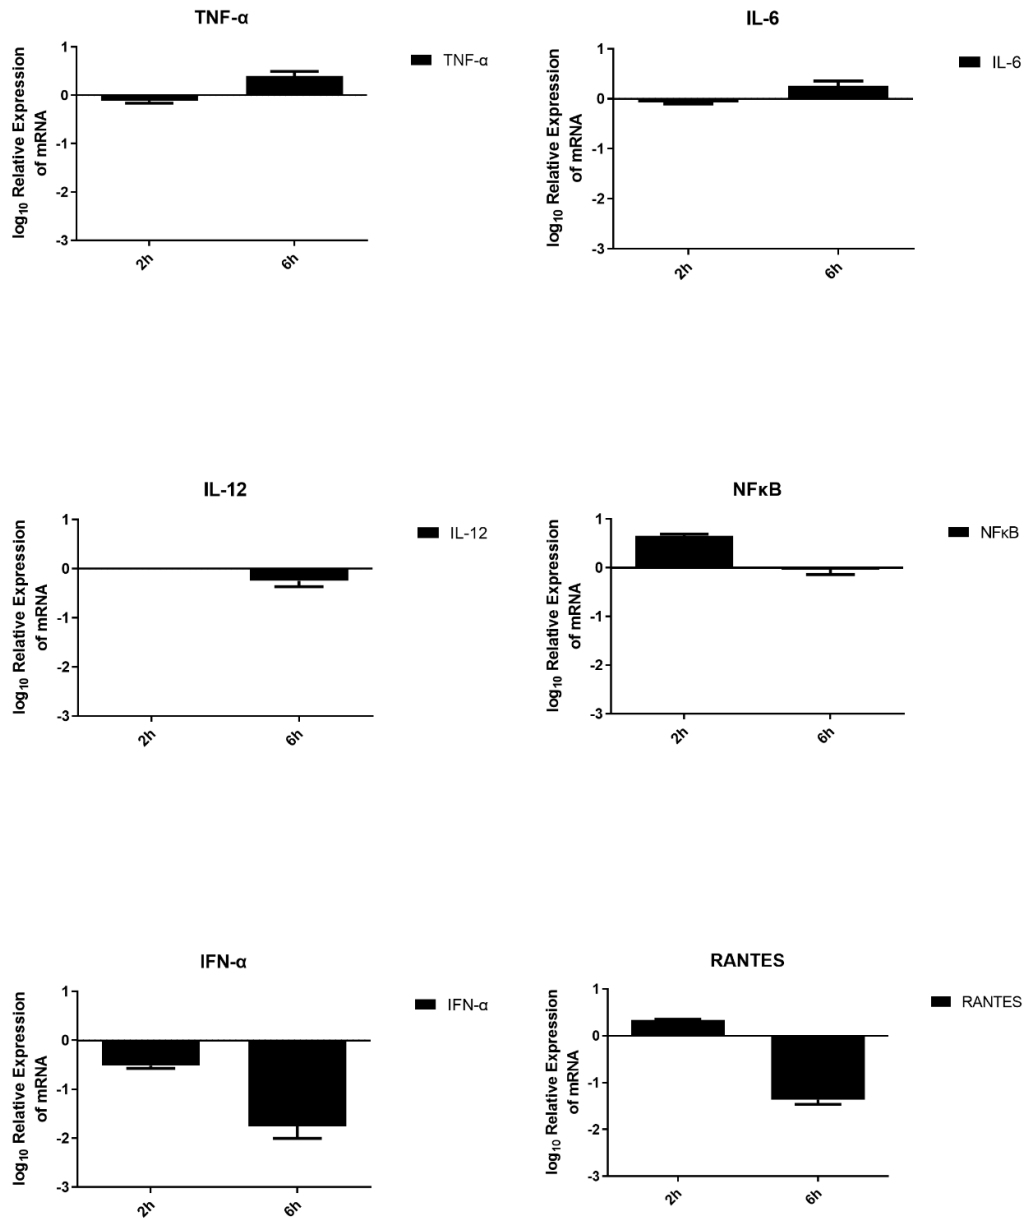 TNF-α
TNF-α
log10 Relative Expression
of mRNA
1
0
-1
-2
-3
2h
6h
IL-6
IL-6
log10 Relative Expression
of mRNA
1
0
-1
-2
-3
2h
6h
IL-12
IL-12
log10 Relative Expression
of mRNA
1
0
-1
-2
-3
2h
6h
NFκB
NFκB
log10 Relative Expression
of mRNA
1
0
-1
-2
-3
2h
6h
IFN-α
IFN-α
log10 Relative Expression
of mRNA
1
0
-1
-2
-3
2h
6h
RANTES
RANTES
log10 Relative Expression
of mRNA
1
0
-1
-2
-3
2h
6h